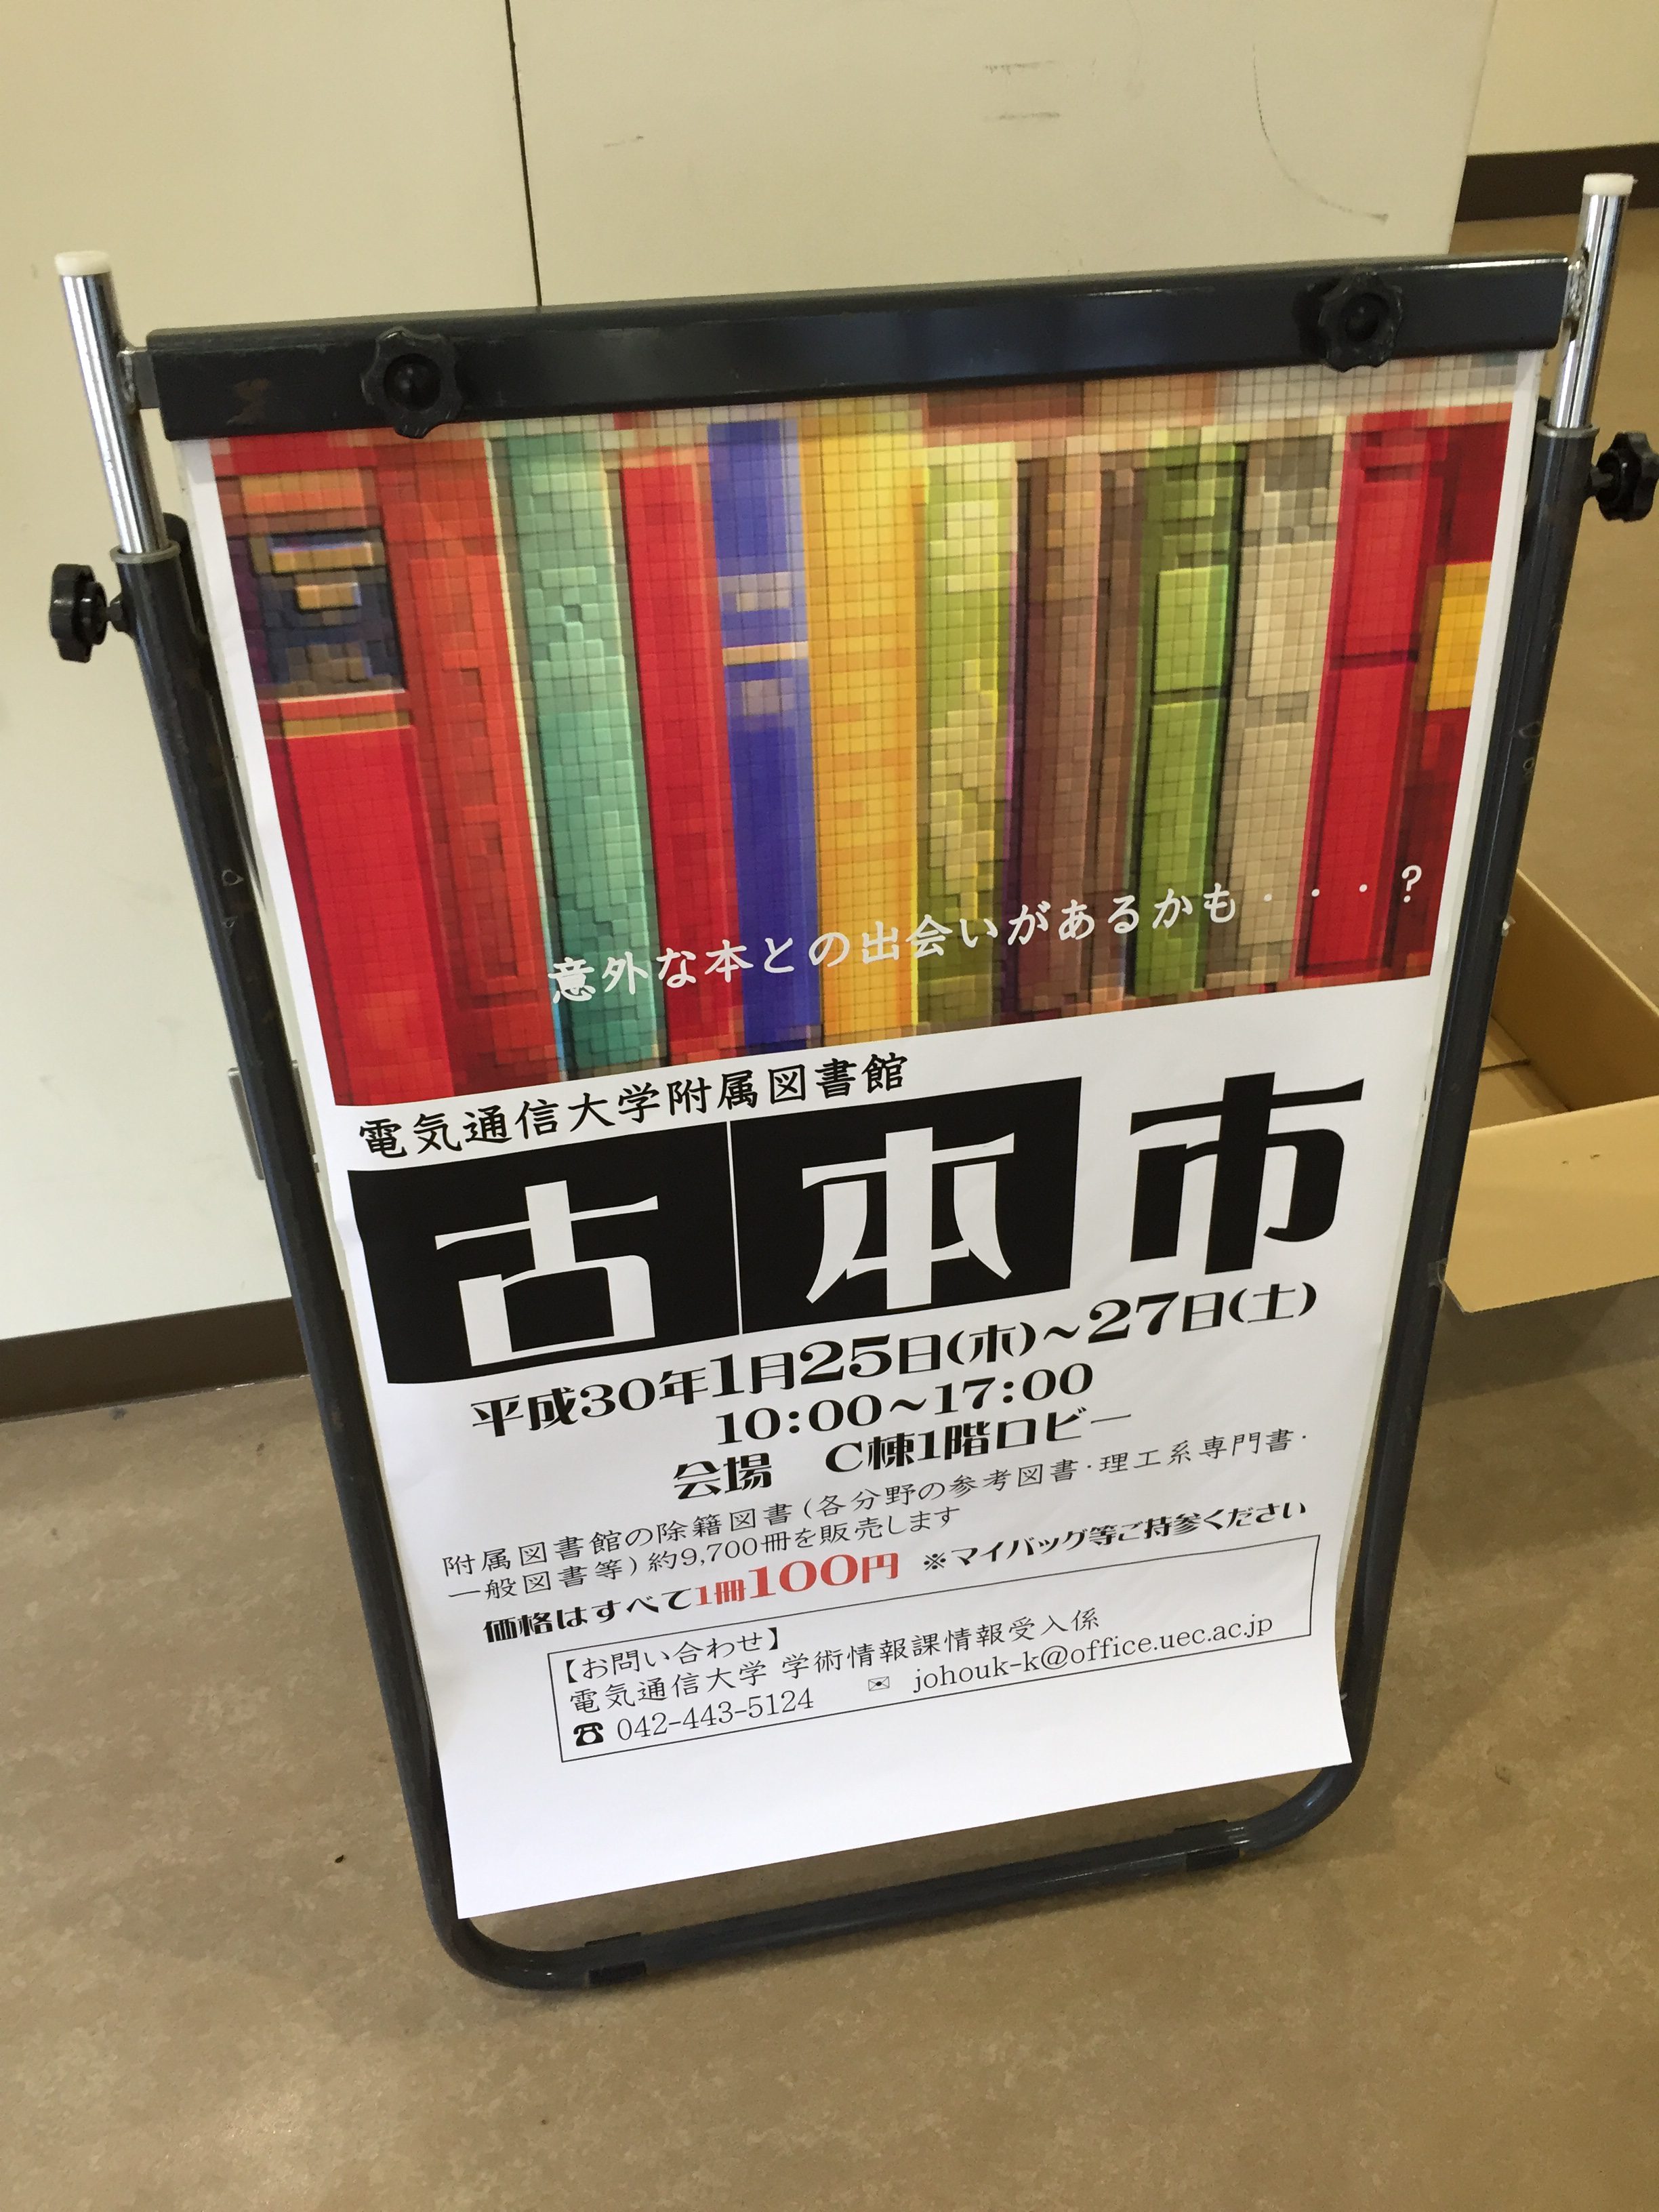 意外な本との出会いがあるかも・・・?
電気通信大学附属図書館
古本市
平成30年1月25日(木)~27日(土)
10:00~17:00
会場 C棟1階ロビー
附属図書館の除籍図書(各分野の参考図書・理工系専門書・
一般図書等)約9,700冊を販売します
価格はすべて1冊100円 ※マイバッグ等ご持参ください
【お問い合わせ】
電気通信大学 学術情報課情報受入係
☎ 042-443-5124 ✉ johouk-k@office.uec.ac.jp